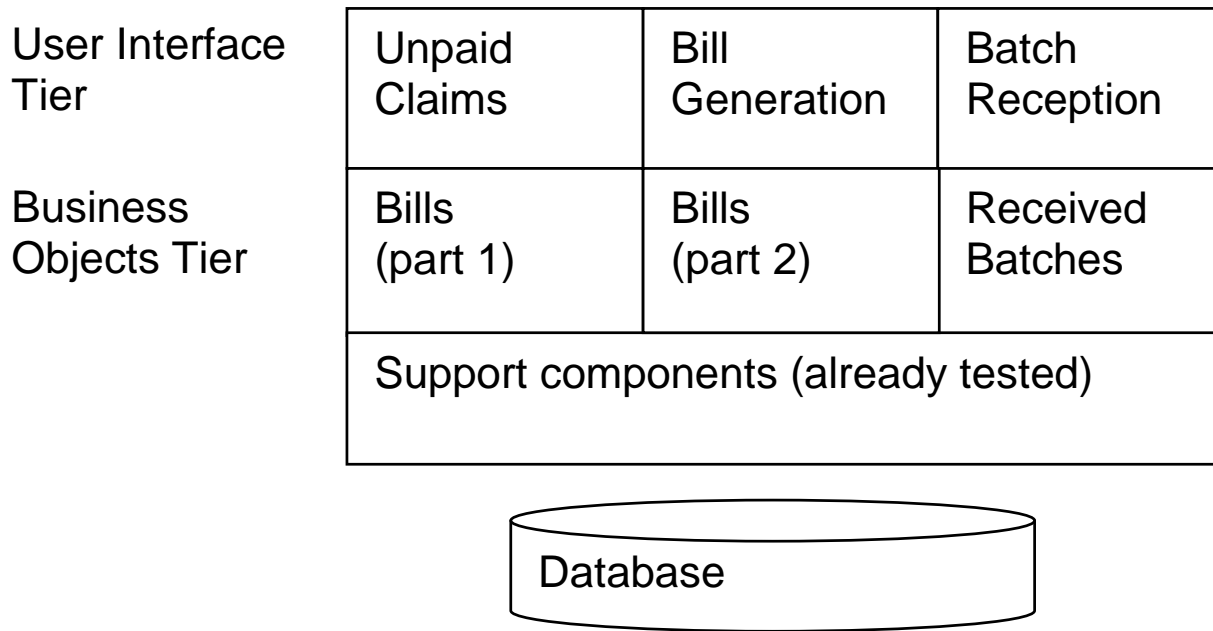 User Interface
Tier
Unpaid
Claims
Bill
Generation
Batch
Reception
Business
Objects Tier
Bills
(part 1)
Bills
(part 2)
Received
Batches
Support components (already tested)
Database